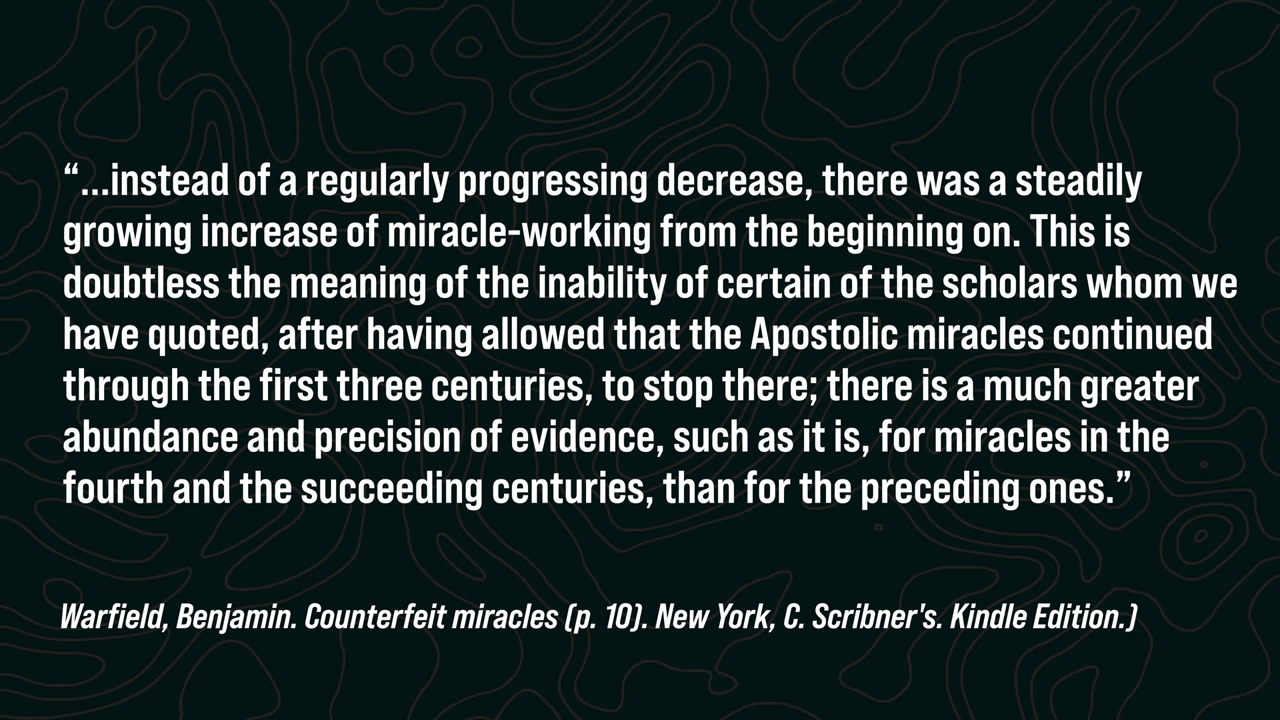 “...instead of a regularly progressing decrease, there was a steadily
growing increase of miracle-working from the beginning on. This is
doubtless the meaning of the inability of certain of the scholars whom we
have quoted, after having allowed that the Apostolic miracles continued
through the first three centuries, to stop there; there is a much greater
abundance and precision of evidence, such as it is, for miracles in the
fourth and the succeeding centuries, than for the preceding ones.”
Warfield, Benjamin. Counterfeit miracles (p. 10). New York, C. Scribner's. Kindle Edition.)